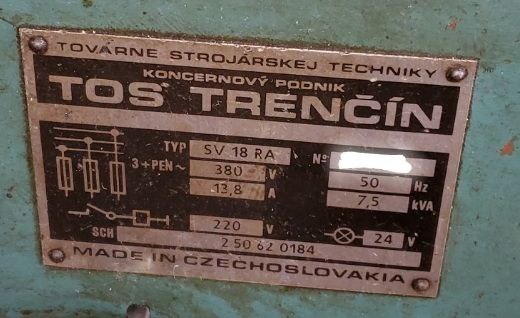 TOVÁRNE STROJÁRSKEJ TECHNIKY
KONCERNOVÝ PODNIK
TOS TRENČÍN
TYP SV 18 RA Nº
3+PEN~ 380 V 50 Hz
13,8 A 7,5 kVA
220 V 24 V
SCH 2 50 62 0184
MADE IN CZECHOSLOVAKIA